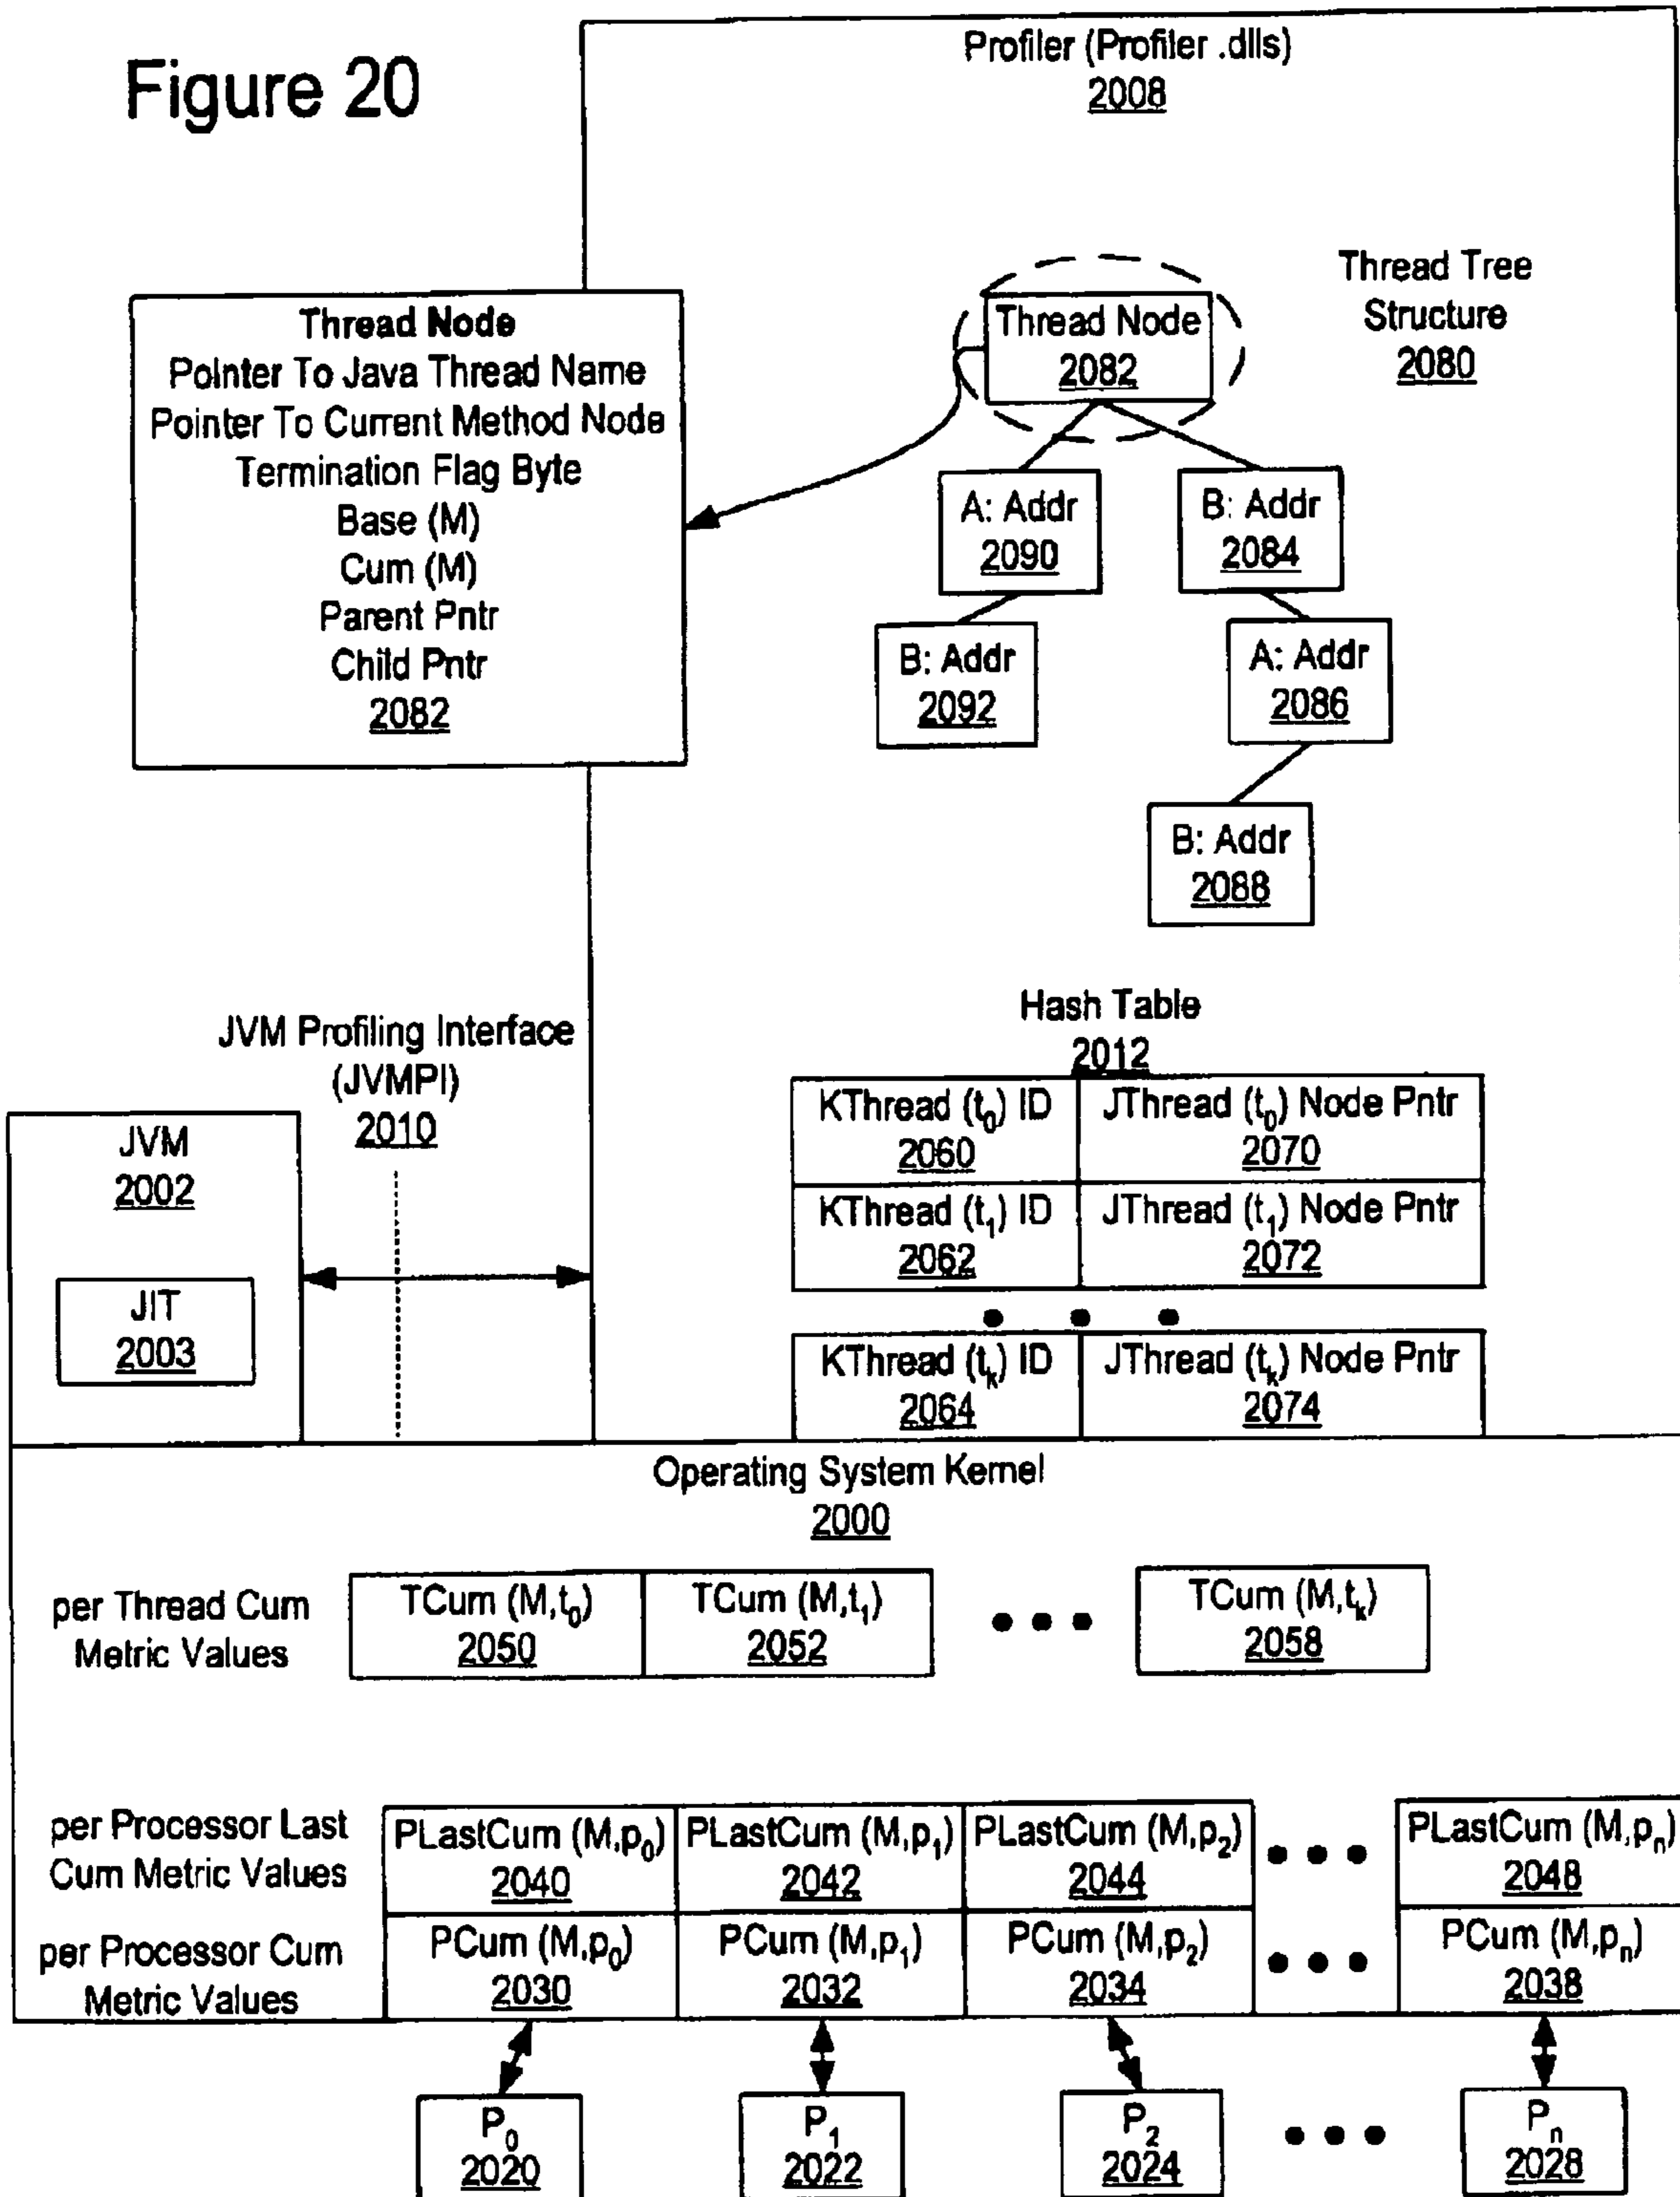 Figure 20
Profiler (Profiler .dlls)
2008
Thread Tree
Structure
2080
Thread Node
2082
Thread Node
Pointer To Java Thread Name
Pointer To Current Method Node
Termination Flag Byte
Base (M)
Cum (M)
Parent Pntr
Child Pntr
2082
A: Addr
2090
B: Addr
2084
B: Addr
2092
A: Addr
2086
B: Addr
2088
JVM Profiling Interface
(JVMPI)
2010
Hash Table
2012
KThread (t₀) ID
2060
JThread (t₀) Node Pntr
2070
KThread (t₁) ID
2062
JThread (t₁) Node Pntr
2072
KThread (tₖ) ID
2064
JThread (tₖ) Node Pntr
2074
JVM
2002
JIT
2003
Operating System Kernel
2000
per Thread Cum
Metric Values
TCum (M,t₀)
2050
TCum (M,t₁)
2052
TCum (M,tₖ)
2058
per Processor Last
Cum Metric Values
PLastCum (M,p₀)
2040
PLastCum (M,p₁)
2042
PLastCum (M,p₂)
2044
PLastCum (M,pₙ)
2048
per Processor Cum
Metric Values
PCum (M,p₀)
2030
PCum (M,p₁)
2032
PCum (M,p₂)
2034
PCum (M,pₙ)
2038
P₀
2020
P₁
2022
P₂
2024
Pₙ
2028